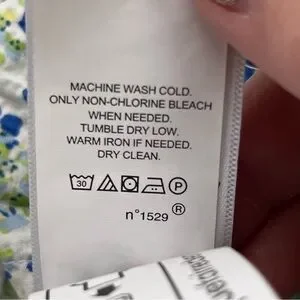 MACHINE WASH COLD.
ONLY NON-CHLORINE BLEACH
WHEN NEEDED.
TUMBLE DRY LOW.
WARM IRON IF NEEDED.
DRY CLEAN.
30 P
n°1529 ®